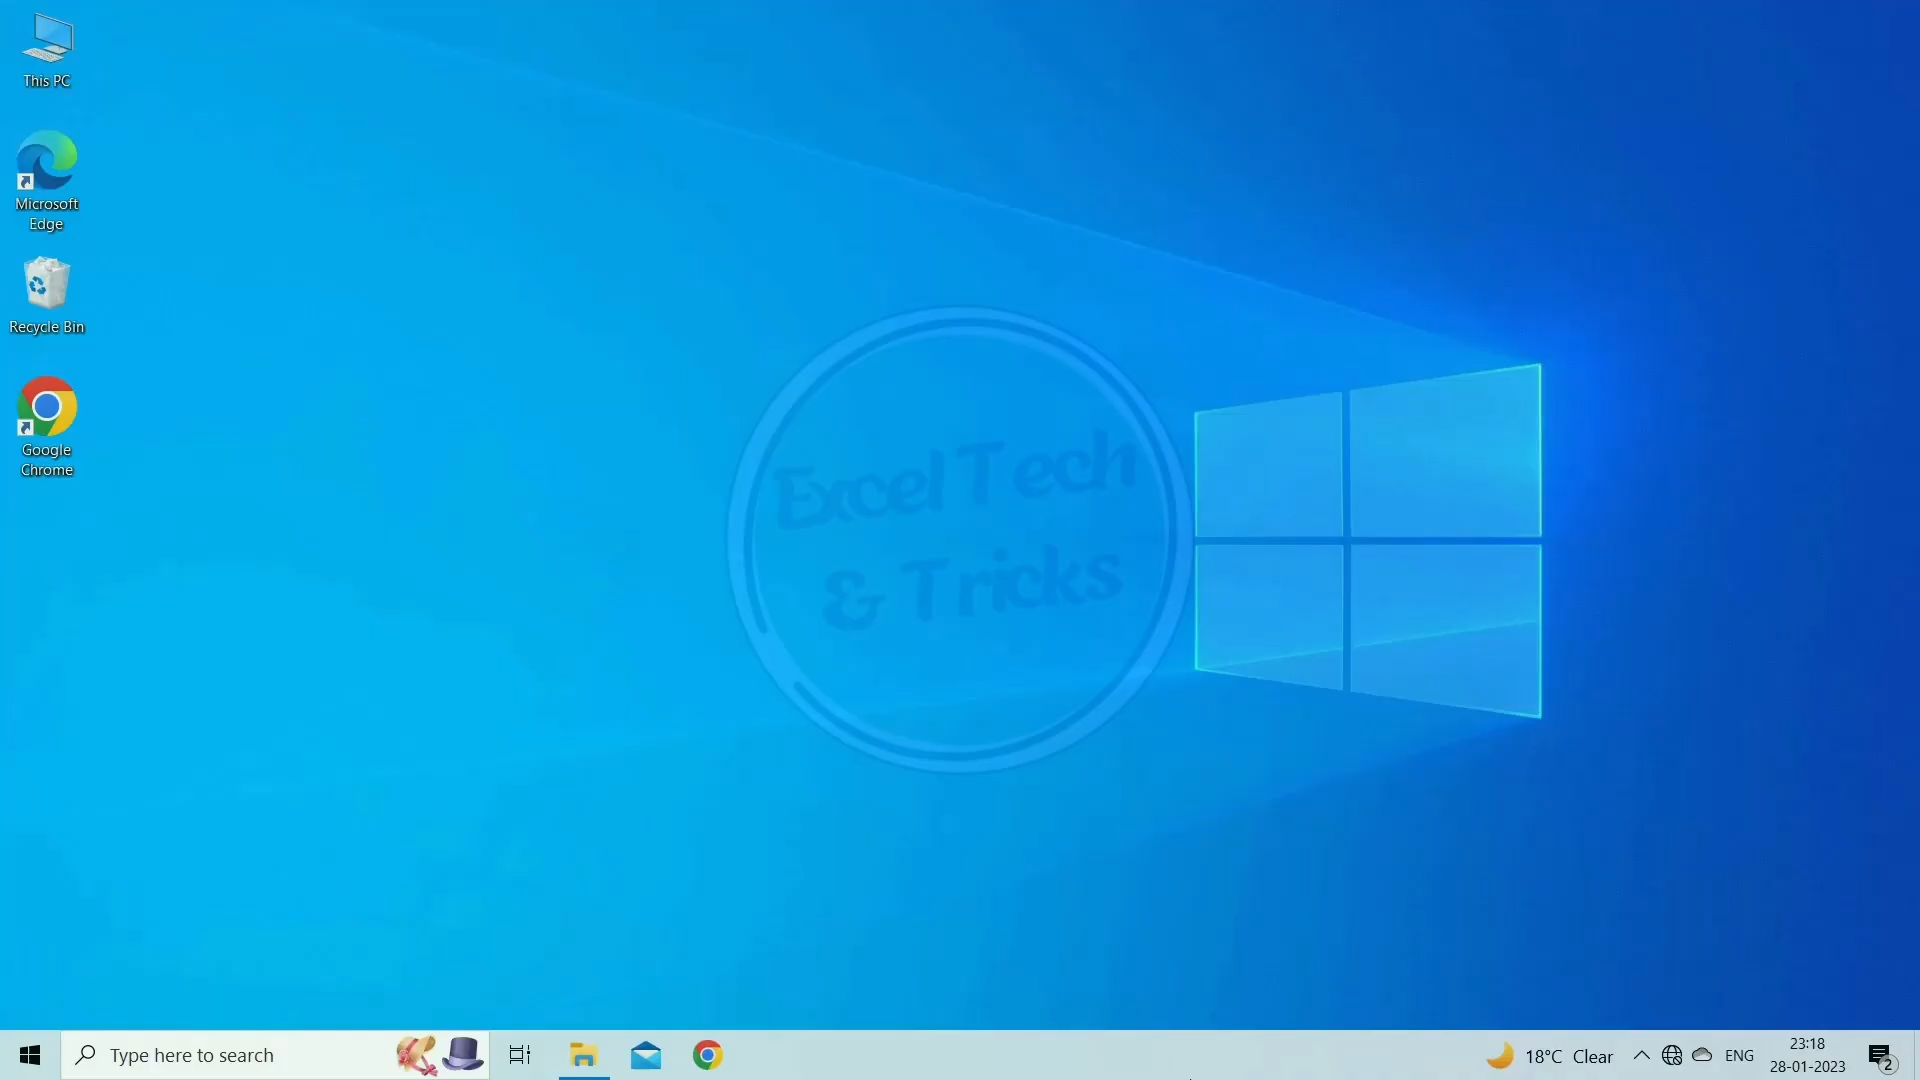 This PC
Microsoft
Edge
Recycle Bin
Google
Chrome
Excel Tech
& Tricks
Type here to search
18°C Clear
ENG
23:18
28-01-2023
2